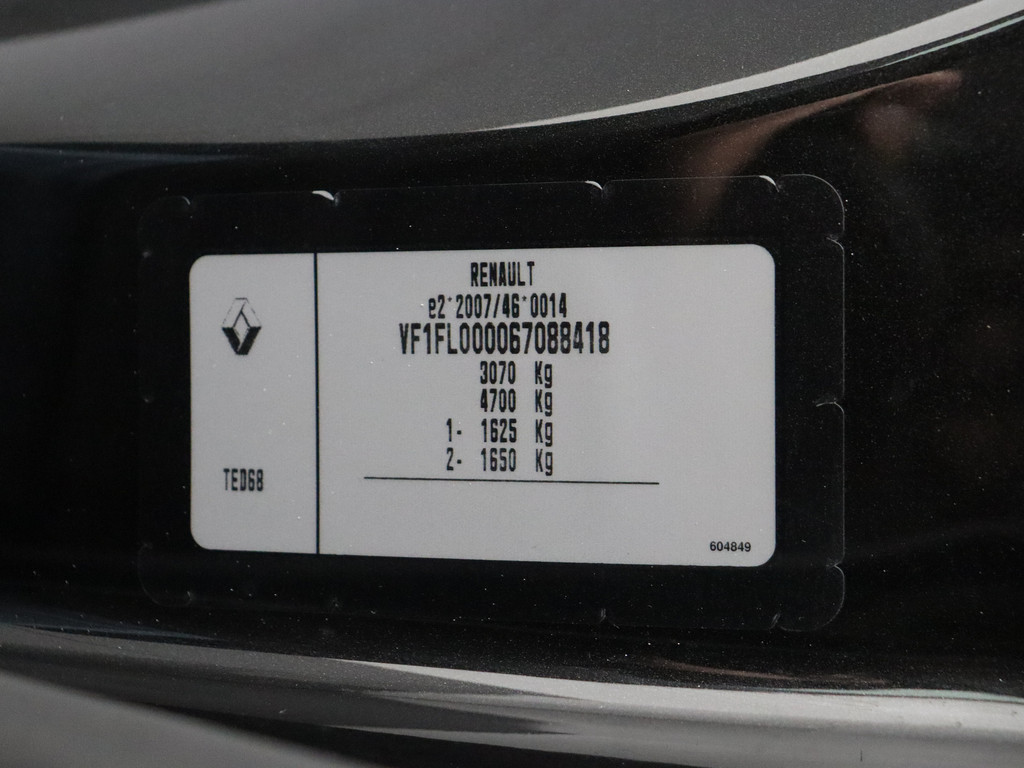 RENAULT
e2*2007/46*0014
VF1FL000067088418
3070 Kg
4700 Kg
1- 1625 Kg
2- 1650 Kg
TED68
604849